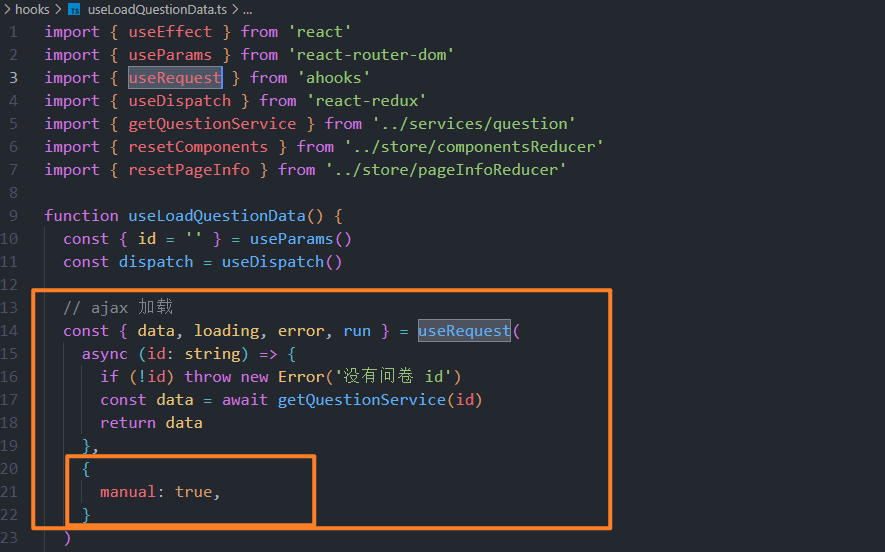 > hooks > TS useLoadQuestionData.ts > ...
1 import { useEffect } from 'react'
2 import { useParams } from 'react-router-dom'
3 import { useRequest } from 'ahooks'
4 import { useDispatch } from 'react-redux'
5 import { getQuestionService } from '../services/question'
6 import { resetComponents } from '../store/componentsReducer'
7 import { resetPageInfo } from '../store/pageInfoReducer'
8
9 function useLoadQuestionData() {
10   const { id = '' } = useParams()
11   const dispatch = useDispatch()
12
13   // ajax 加载
14   const { data, loading, error, run } = useRequest(
15     async (id: string) => {
16       if (!id) throw new Error('没有问卷 id')
17       const data = await getQuestionService(id)
18       return data
19     },
20     {
21       manual: true,
22     }
23   )